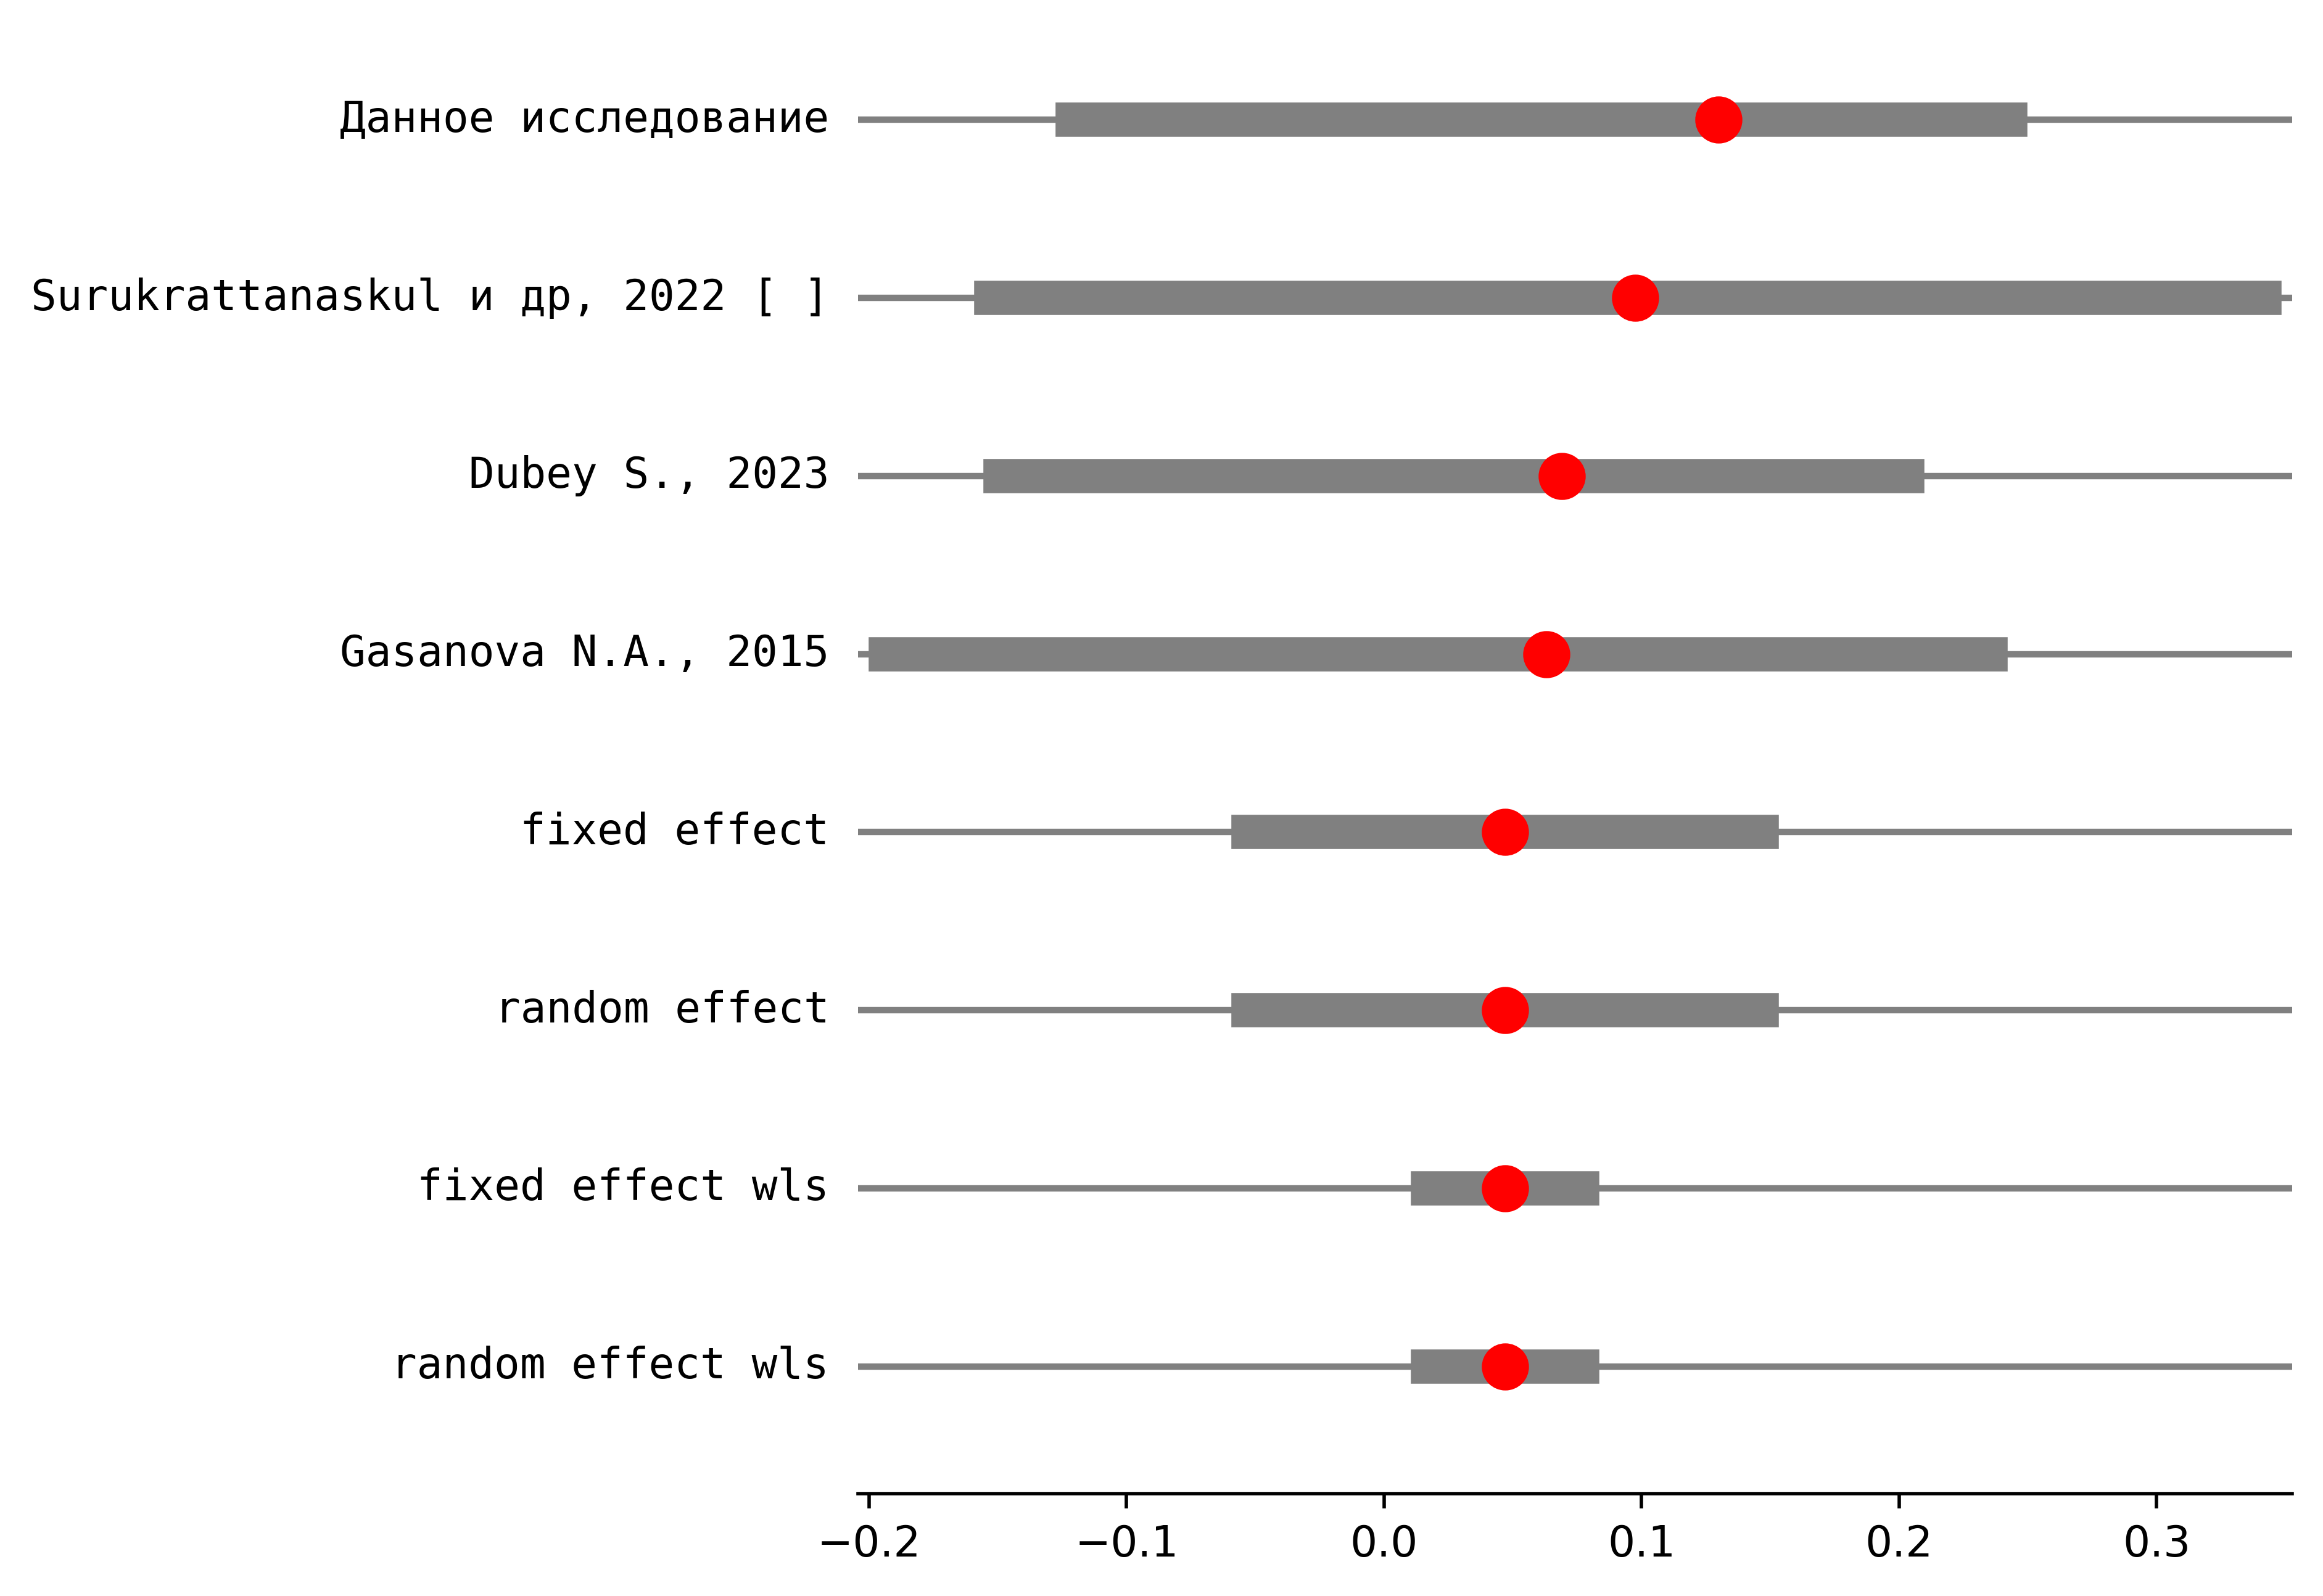 Данное исследование
Surukrattanaskul и др, 2022 [ ]
Dubey S., 2023
Gasanova N.A., 2015
fixed effect
random effect
fixed effect wls
random effect wls
−0.2 −0.1 0.0 0.1 0.2 0.3